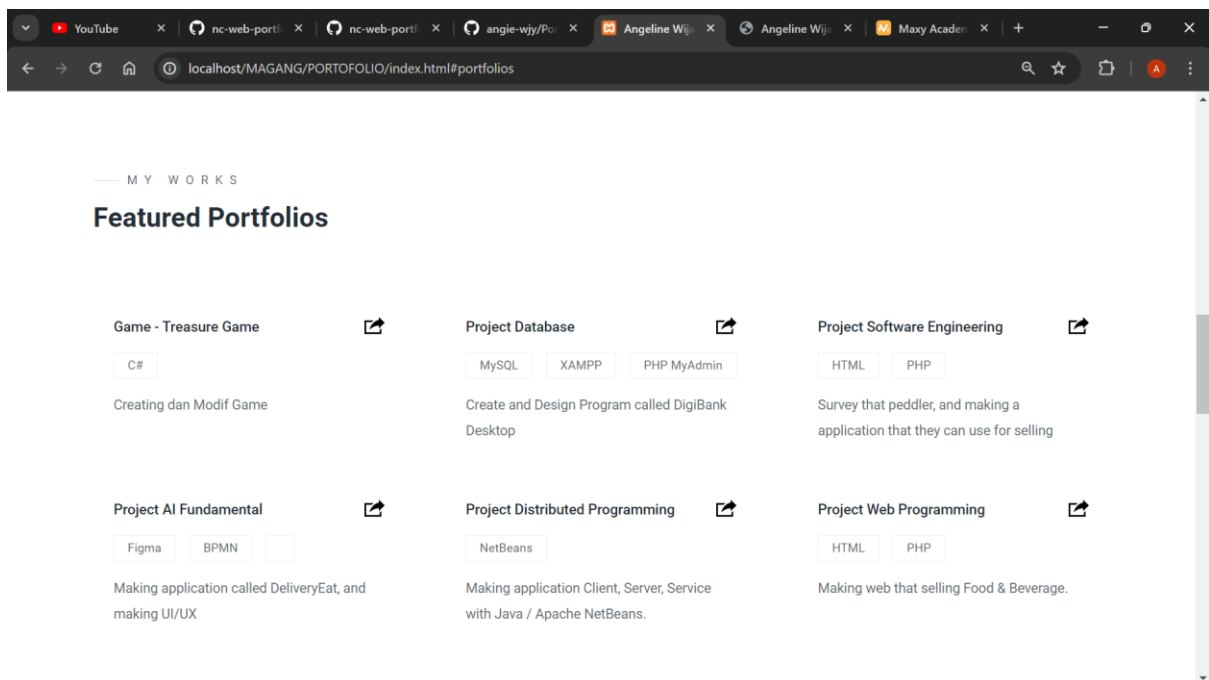 YouTube
nc-web-portf
nc-web-portf
angie-wjy/Por
Angeline Wija
Angeline Wija
Maxy Academ
localhost/MAGANG/PORTOFOLIO/index.html#portfolios
A
MY WORKS
Featured Portfolios
Game - Treasure Game
C#
Creating dan Modif Game
Project Database
MySQL XAMPP PHP MyAdmin
Create and Design Program called DigiBank
Desktop
Project Software Engineering
HTML PHP
Survey that peddler, and making a
application that they can use for selling
Project AI Fundamental
Figma BPMN
Making application called DeliveryEat, and
making UI/UX
Project Distributed Programming
NetBeans
Making application Client, Server, Service
with Java / Apache NetBeans.
Project Web Programming
HTML PHP
Making web that selling Food & Beverage.